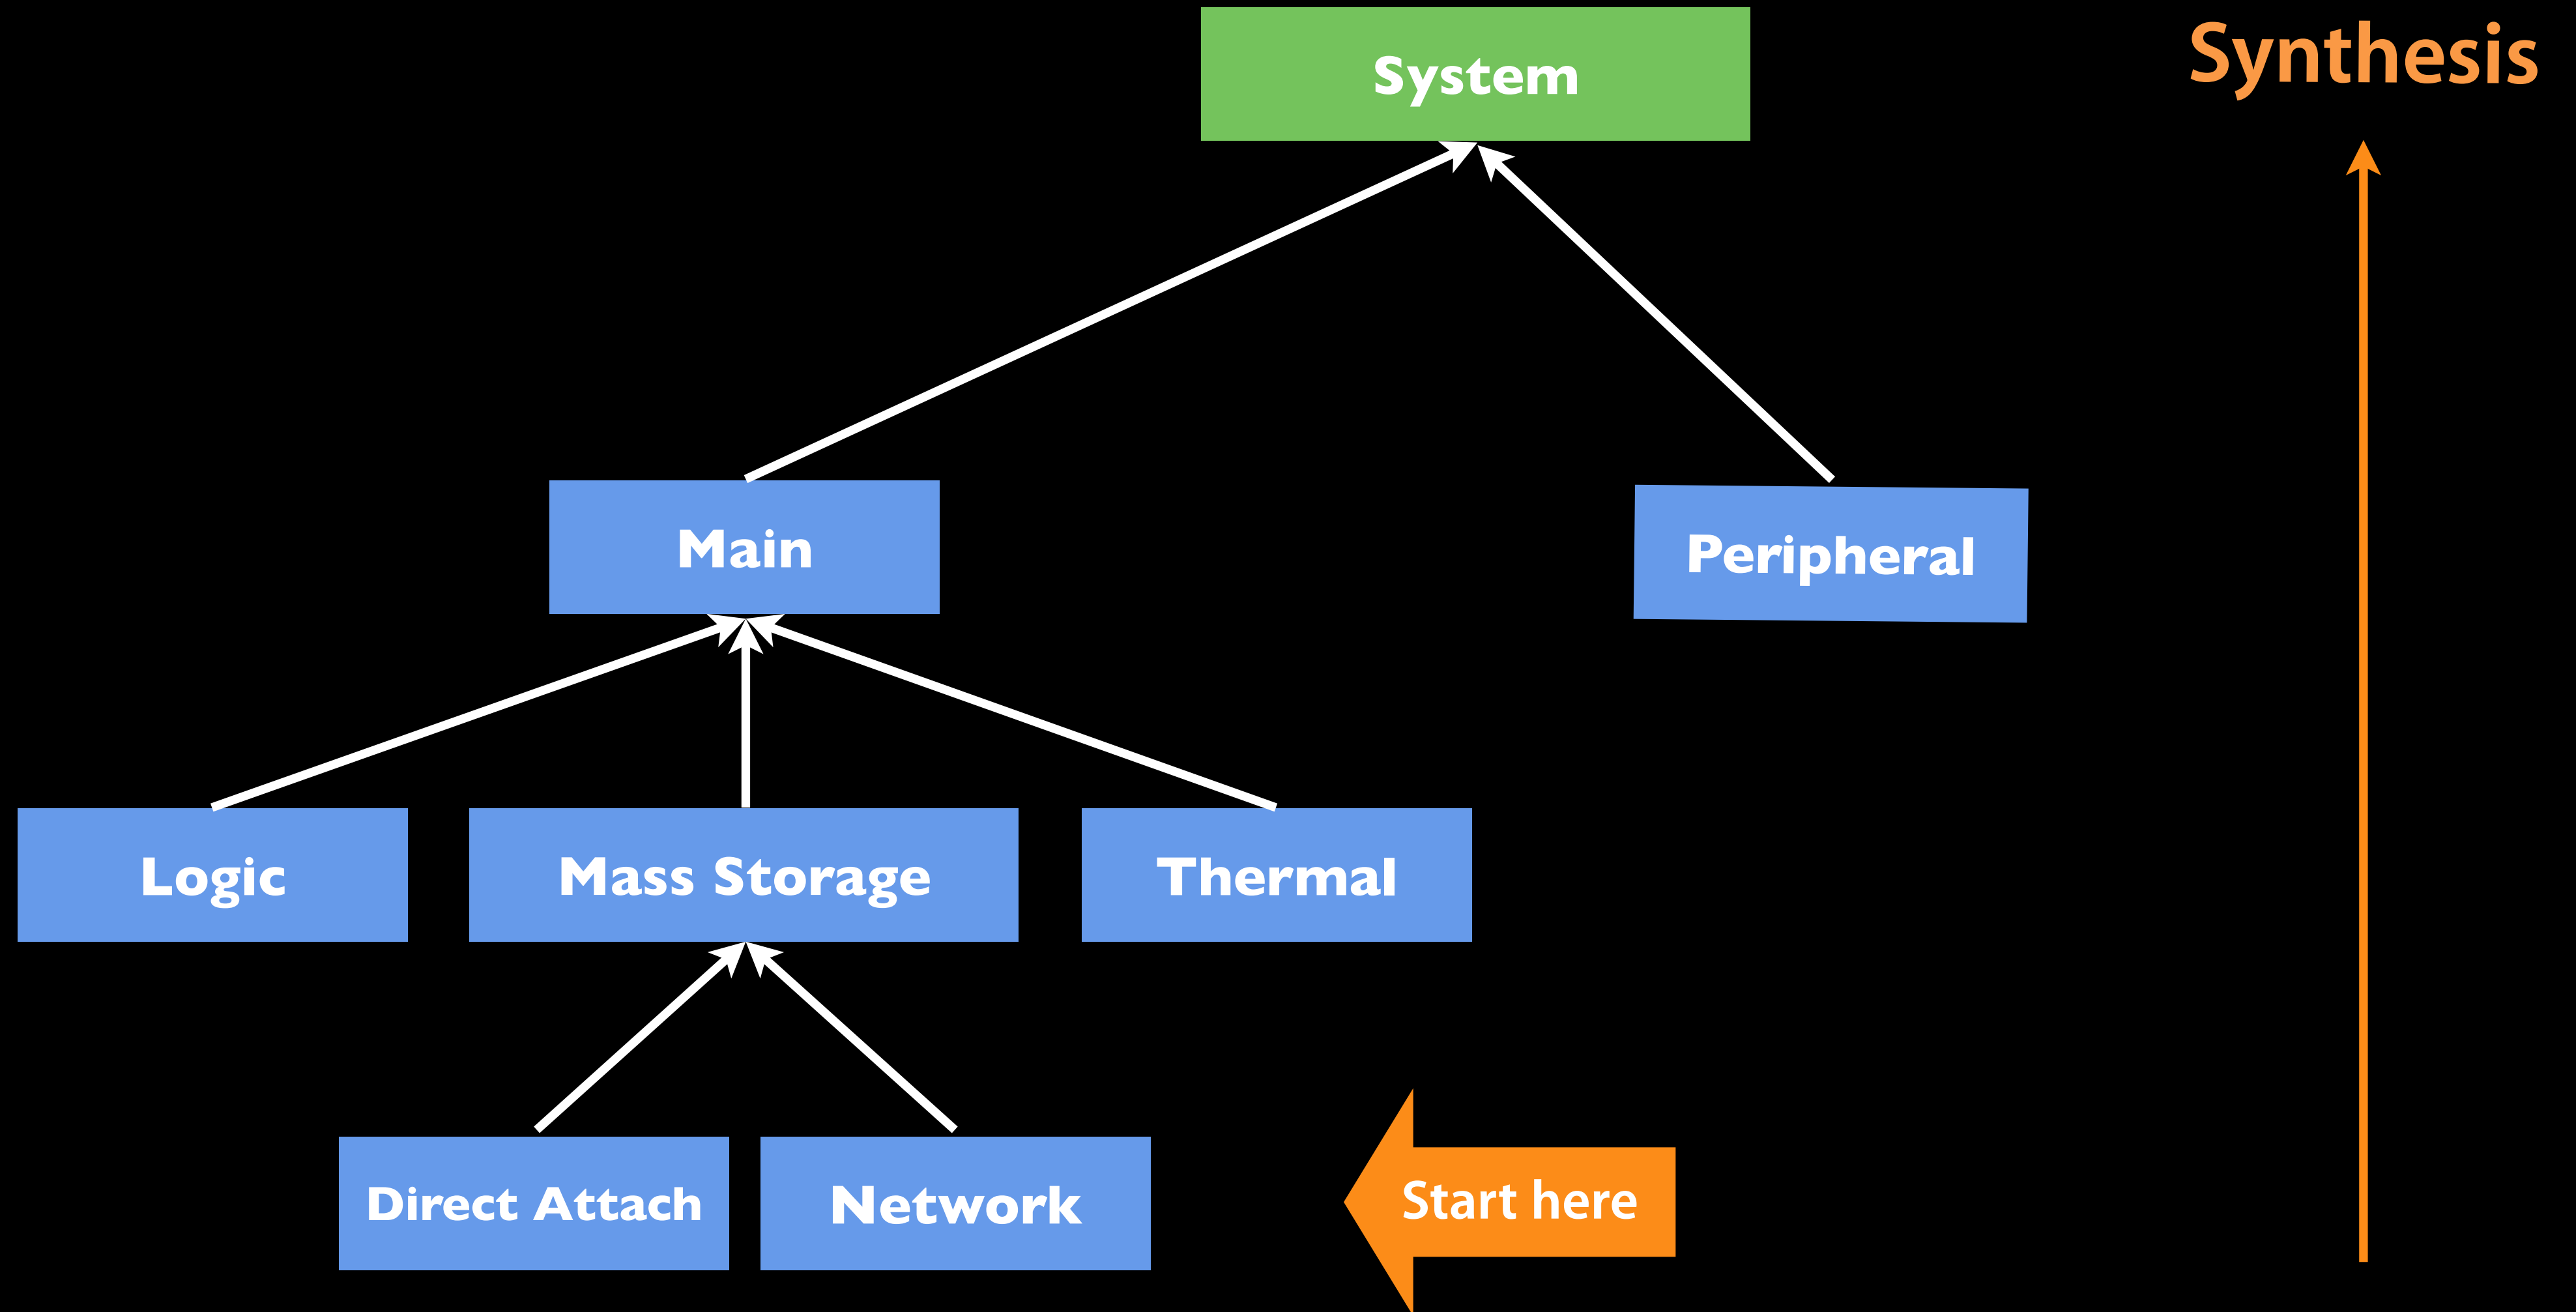 System
Synthesis
Main
Peripheral
Logic
Mass Storage
Thermal
Direct Attach
Network
Start here